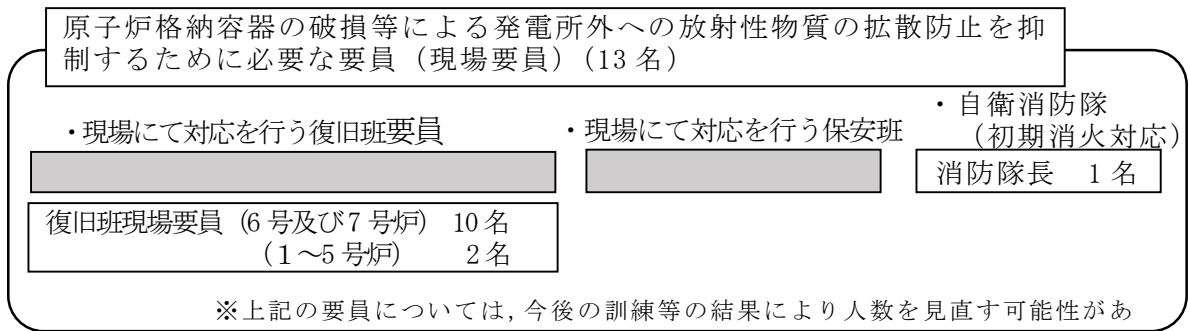 原子炉格納容器の破損等による発電所外への放射性物質の拡散防止を抑
制するために必要な要員（現場要員）（13 名）
・現場にて対応を行う復旧班要員
・現場にて対応を行う保安班
・自衛消防隊
（初期消火対応）
消防隊長　1 名
復旧班現場要員（6 号及び 7 号炉）　10 名
（１～5 号炉）　2 名
※上記の要員については，今後の訓練等の結果により人数を見直す可能性があ